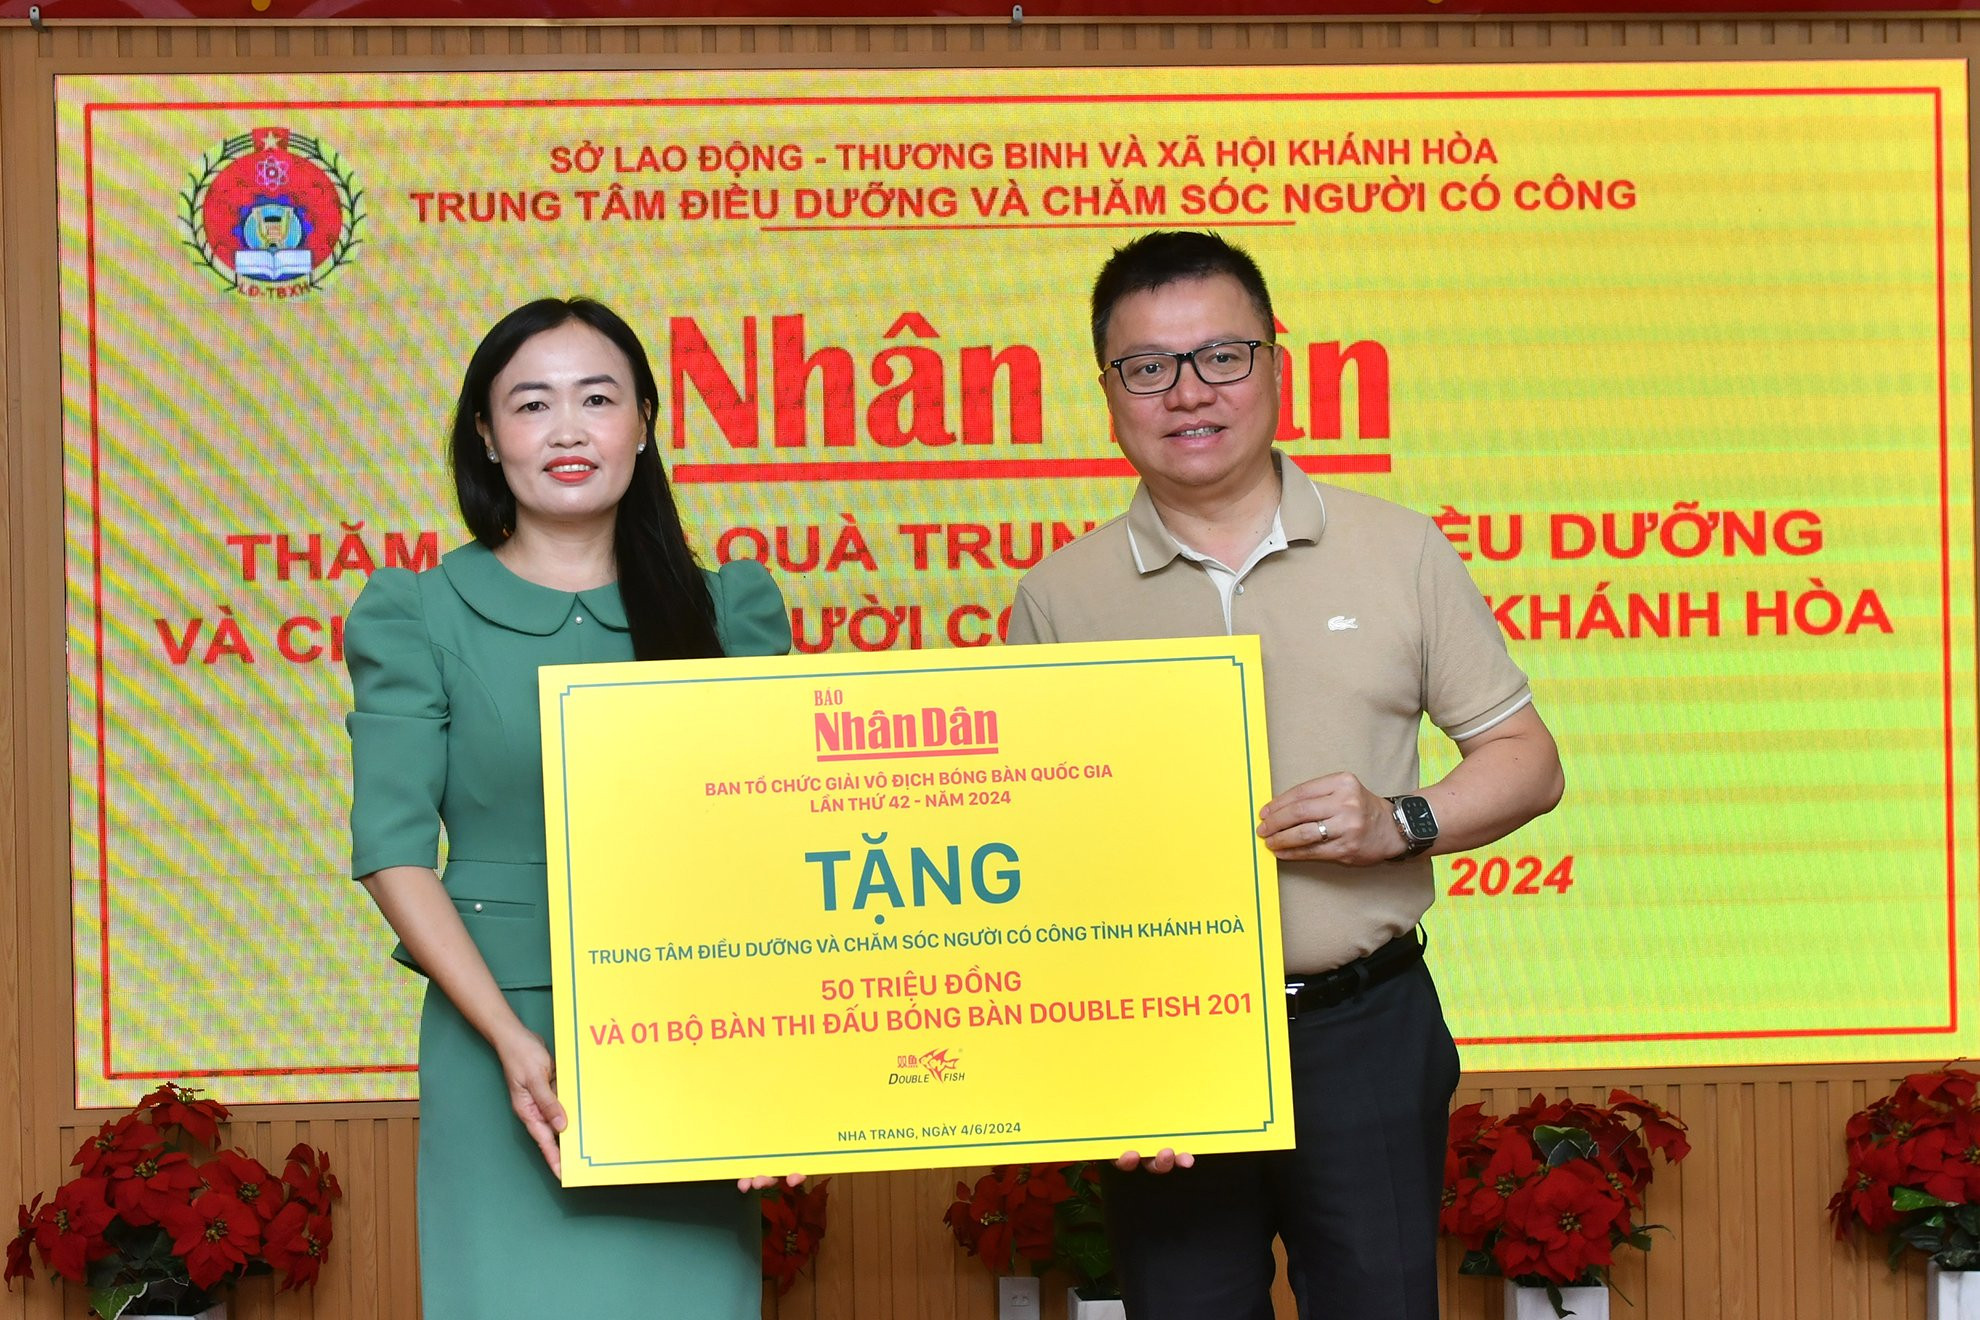 SỞ LAO ĐỘNG - THƯƠNG BINH VÀ XÃ HỘI KHÁNH HÒA
TRUNG TÂM ĐIỀU DƯỠNG VÀ CHĂM SÓC NGƯỜI CÓ CÔNG
LĐ-TBXH
Nhân
THĂM QUÀ DƯỠNG
VÀ KHÁNH HÒA
2024
BÁO
Nhân Dân
BAN TỔ CHỨC GIẢI VÔ ĐỊCH BÓNG BÀN QUỐC GIA
LẦN THỨ 42 - NĂM 2024
TẶNG
TRUNG TÂM ĐIỀU DƯỠNG VÀ CHĂM SÓC NGƯỜI CÓ CÔNG TỈNH KHÁNH HOÀ
50 TRIỆU ĐỒNG
VÀ 01 BỘ BÀN THI ĐẤU BÓNG BÀN DOUBLE FISH 201
双鱼
DOUBLE FISH
NHA TRANG, NGÀY 4/6/2024